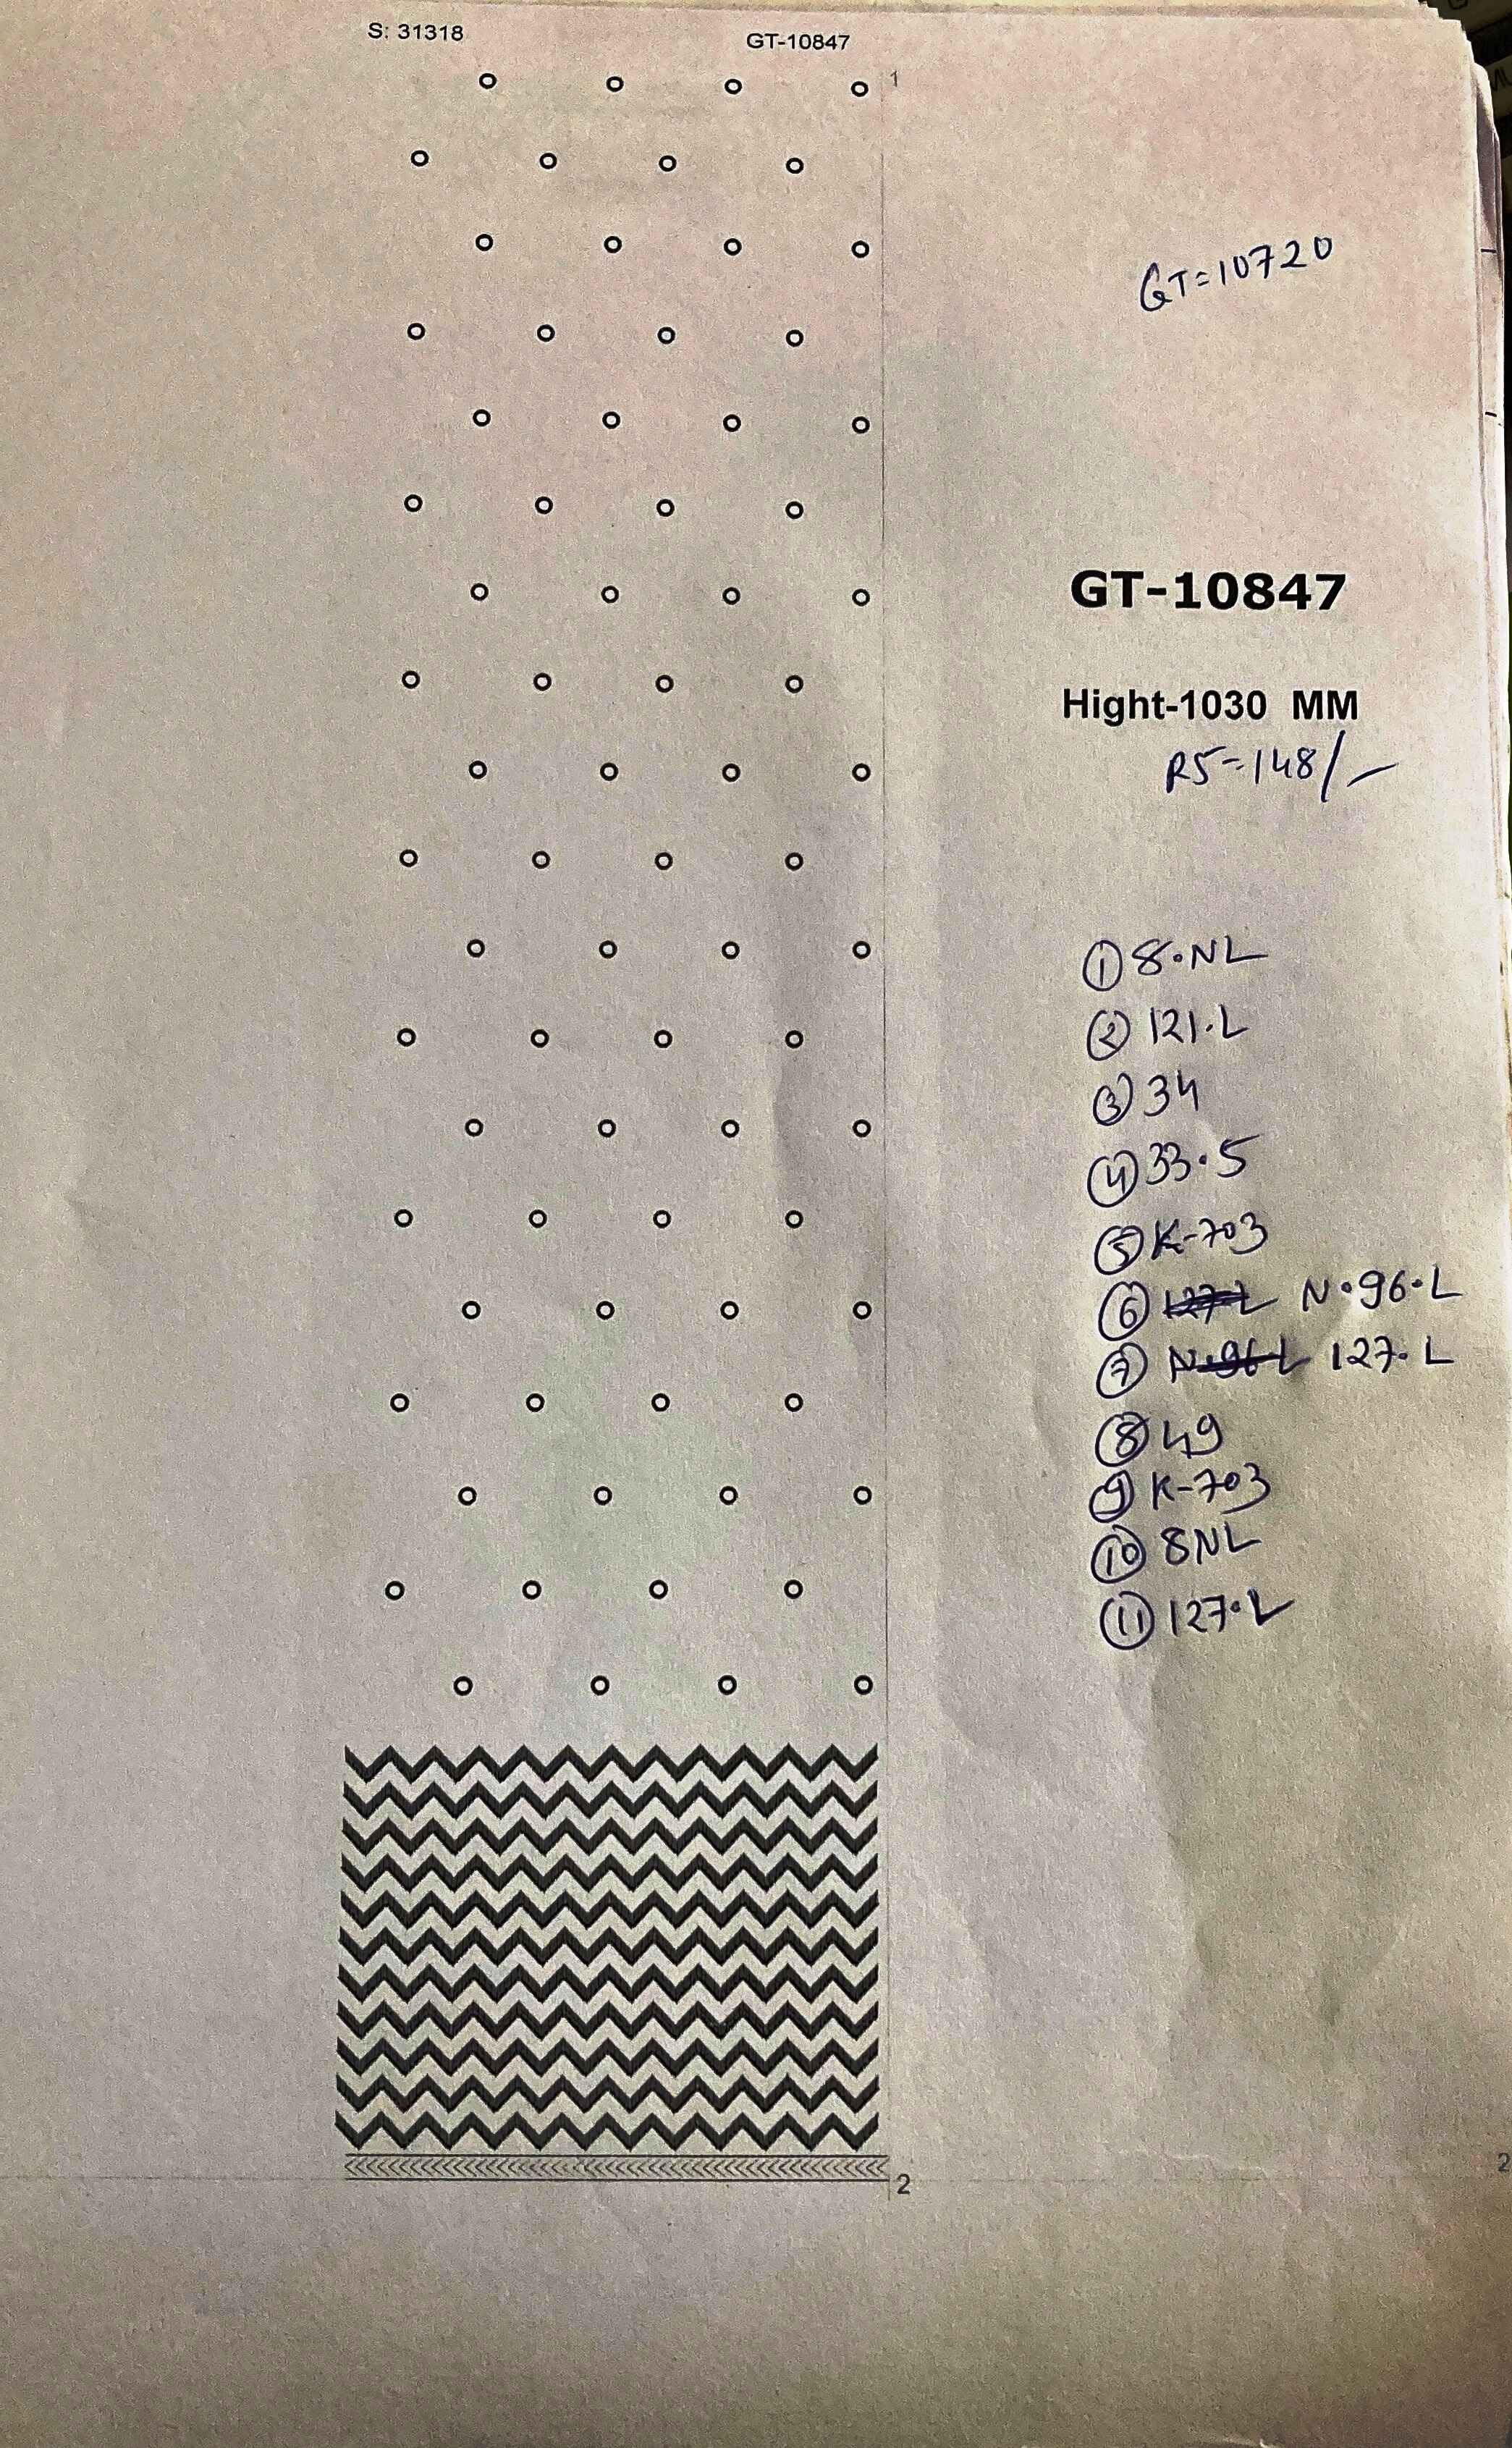 S: 31318 GT-10847
1
GT=10720
GT-10847
Hight-1030 MM
RS=148/-
① 8.NL
② 121.L
③ 34
④ 33.5
⑤ K-703
⑥ 127L N.96.L
⑦ N.96L 127.L
⑧ 49
⑨ K-703
⑩ 8NL
⑪ 127.L
2
2